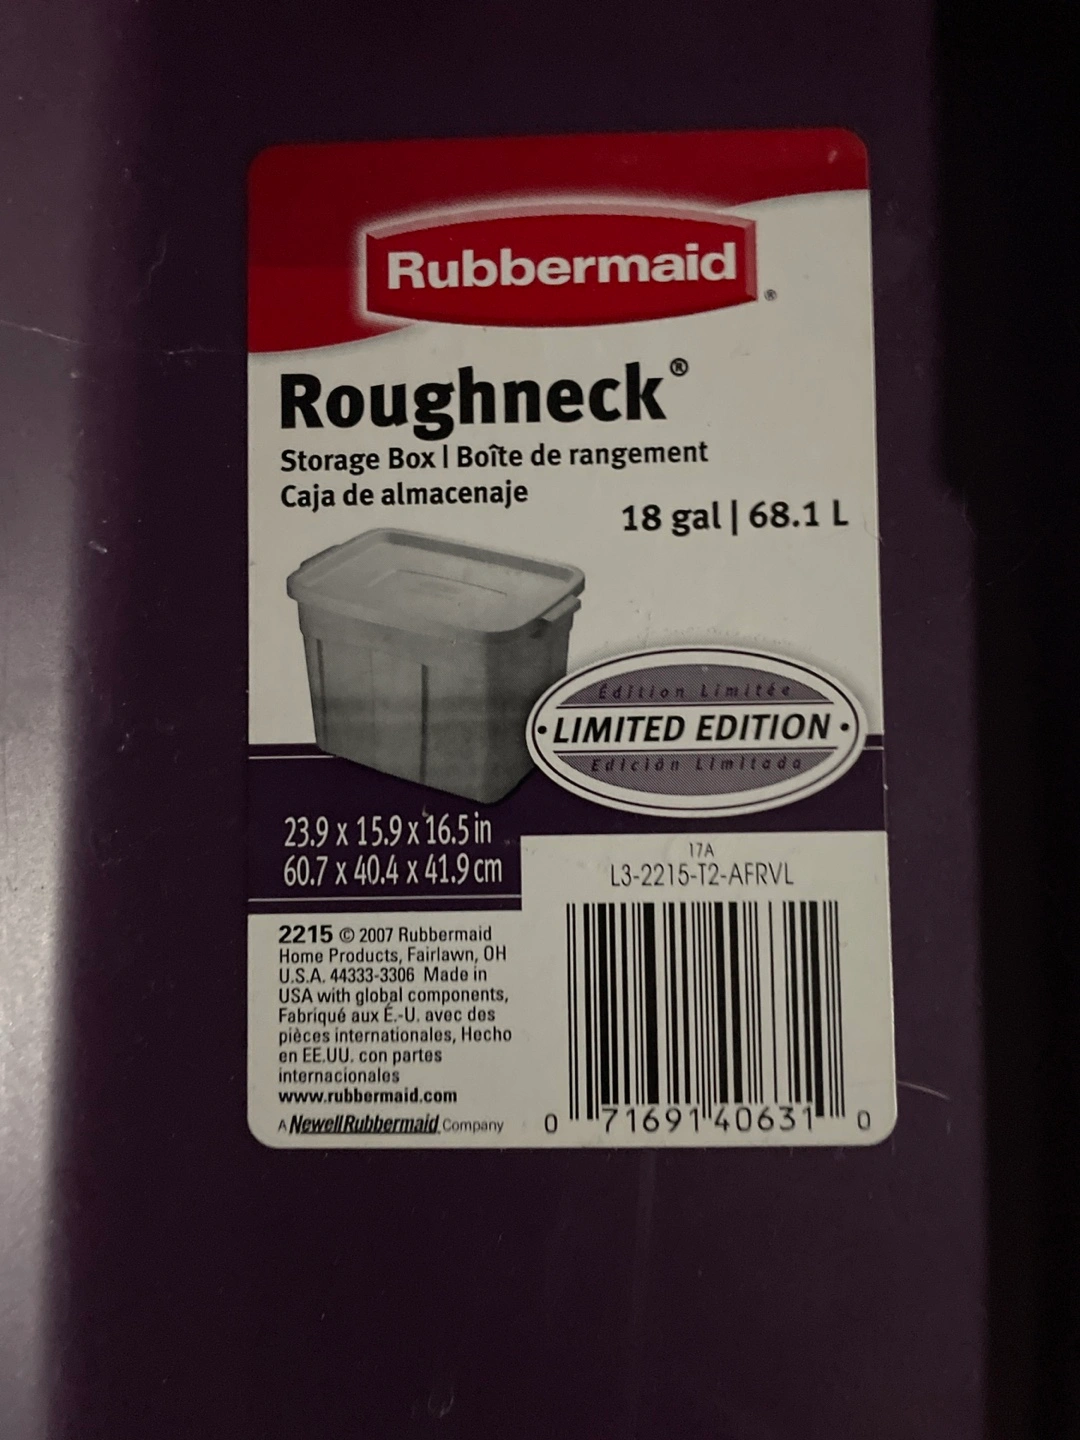 Rubbermaid®
Roughneck®
Storage Box | Boîte de rangement
Caja de almacenaje
18 gal | 68.1 L
Édition Limitée
• LIMITED EDITION •
Edición Limitada
23.9 x 15.9 x 16.5 in
60.7 x 40.4 x 41.9 cm
17A
L3-2215-T2-AFRVL
2215 © 2007 Rubbermaid
Home Products, Fairlawn, OH
U.S.A. 44333-3306 Made in
USA with global components,
Fabriqué aux É.-U. avec des
pièces internationales, Hecho
en EE.UU. con partes
internacionales
www.rubbermaid.com
A NewellRubbermaid Company
0 71691 40631 0